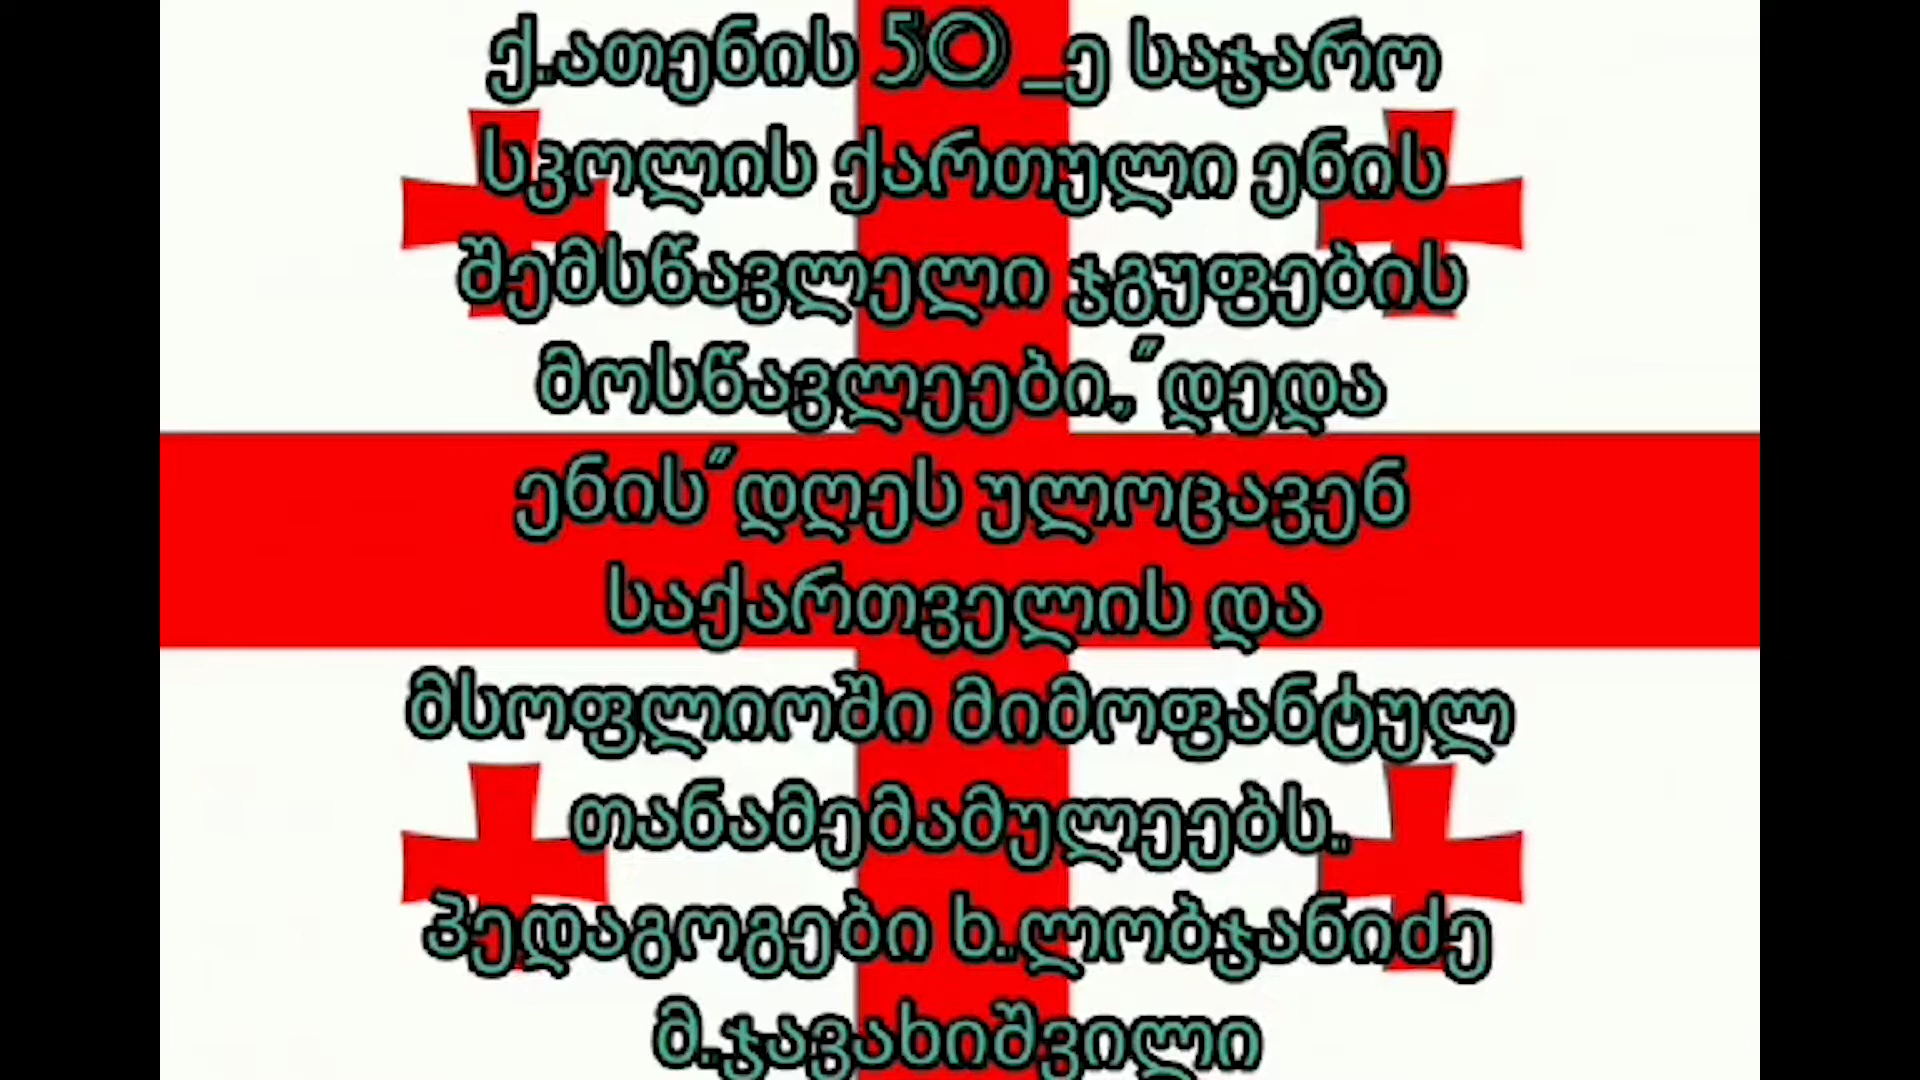 ქ.ათენის 50 _ე საჯარო
სკოლის ქართული ენის
შემსწავლელი ჯგუფების
მოსწავლეები,,"დედა
ენის"დღეს ულოცავენ
საქართველის და
მსოფლიოში მიმოფანტულ
თანამემამულეებს..
პედაგოგები ხ.ლობჯანიძე
მ.ჯავახიშვილი